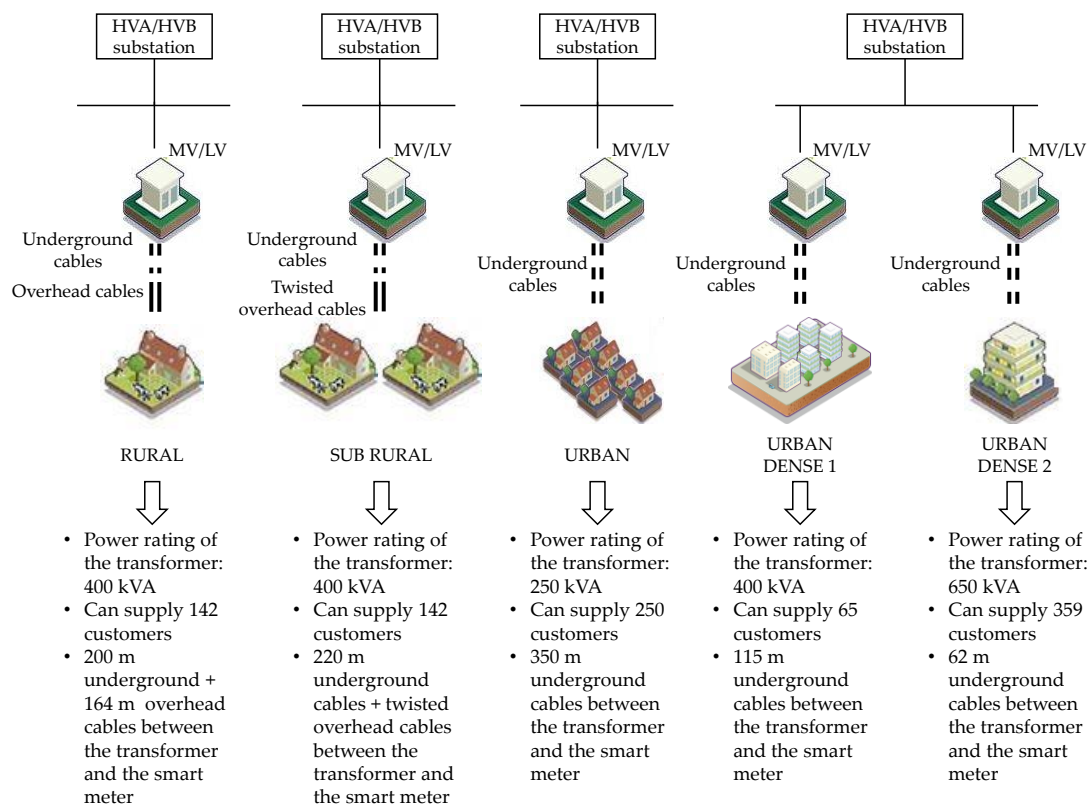 HVA/HVB
substation
HVA/HVB
substation
HVA/HVB
substation
HVA/HVB
substation
MV/LV
MV/LV
MV/LV
MV/LV
MV/LV
Underground
cables
Overhead cables
Underground
cables
Twisted
overhead cables
Underground
cables
Underground
cables
Underground
cables
RURAL
SUB RURAL
URBAN
URBAN
DENSE 1
URBAN
DENSE 2
• Power rating of
the transformer:
400 kVA
• Can supply 142
customers
• 200 m
underground +
164 m overhead
cables between
the transformer
and the smart
meter
• Power rating of
the transformer:
400 kVA
• Can supply 142
customers
• 220 m
underground
cables + twisted
overhead cables
between the
transformer and
the smart meter
• Power rating of
the transformer:
250 kVA
• Can supply 250
customers
• 350 m
underground
cables between
the transformer
and the smart
meter
• Power rating of
the transformer:
400 kVA
• Can supply 65
customers
• 115 m
underground
cables between
the transformer
and the smart
meter
• Power rating of
the transformer:
650 kVA
• Can supply 359
customers
• 62 m
underground
cables between
the transformer
and the smart
meter